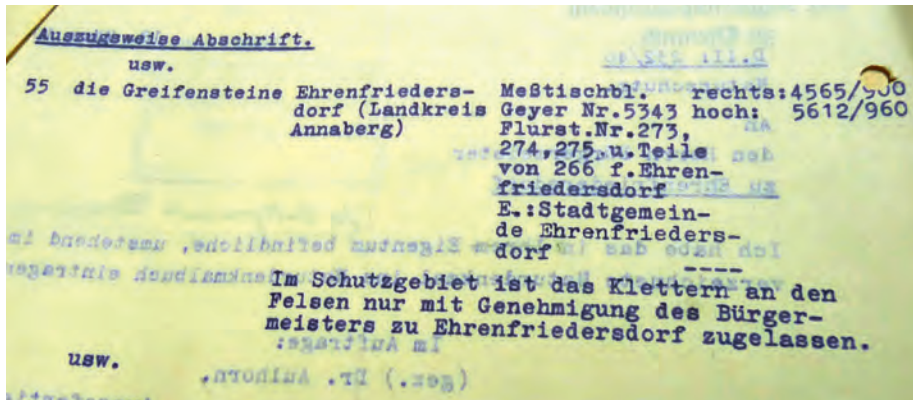 Auszugsweise Abschrift.
usw.
55 die Greifensteine Ehrenfrieders- Meßtischbl. rechts:
dorf (Landkreis Geyer Nr.5343 hoch: 5612/960
Annaberg) Flurst.Nr.273,
274,275 u.Teile
von 266 f.Ehren-
friedersdorf
E.:Stadtgemein-
de Ehrenfrieders-
dorf
----
Im Schutzgebiet ist das Klettern an den
Felsen nur mit Genehmigung des Bürger-
meisters zu Ehrenfriedersdorf zugelassen.
usw.